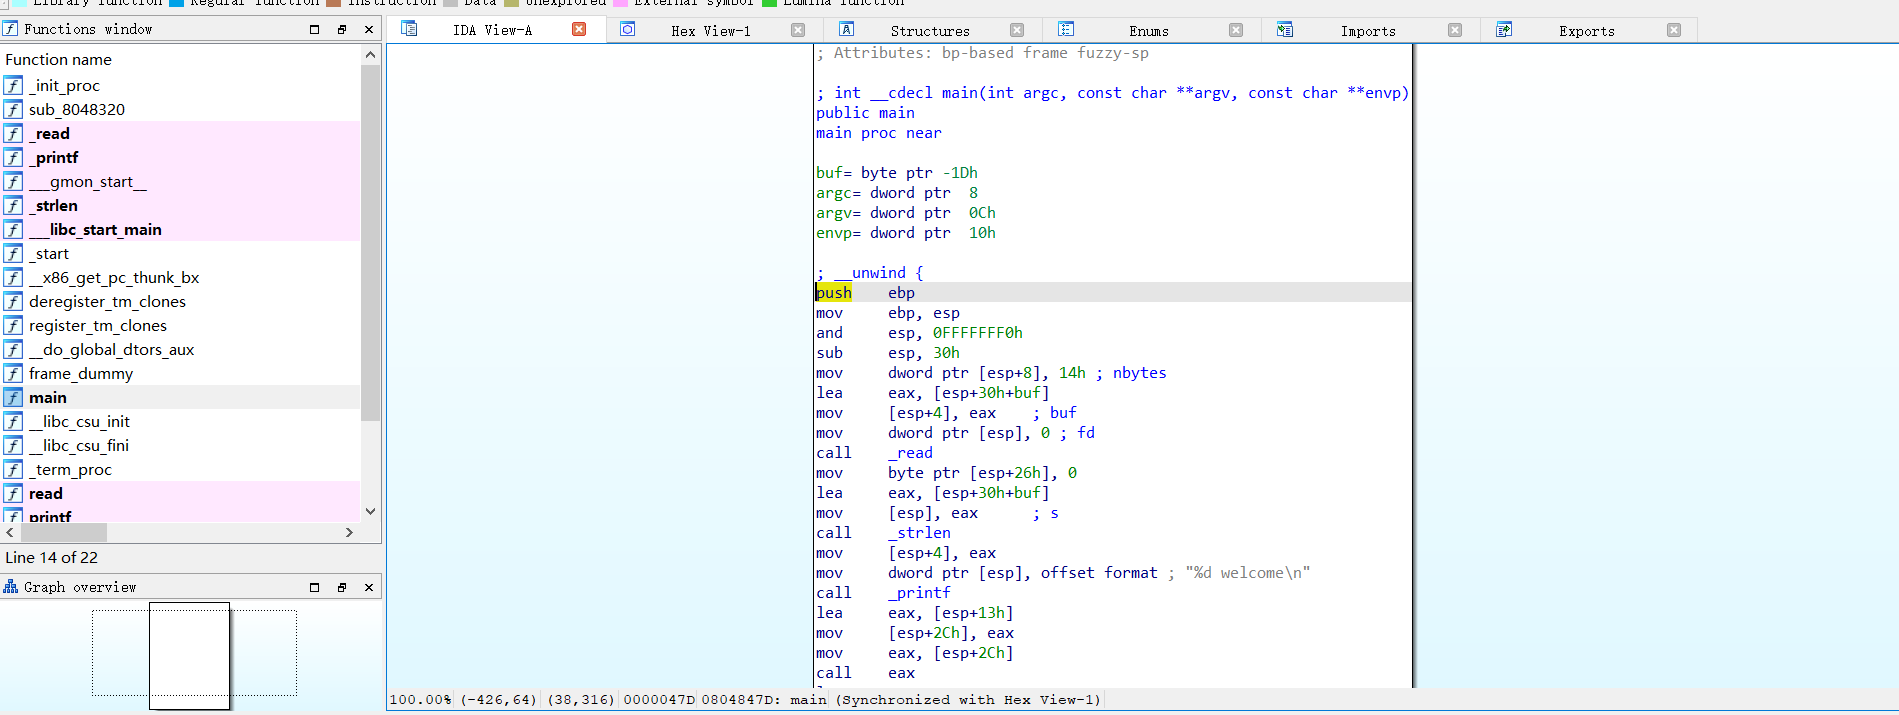 Library function Regular function Instruction Data Unexplored External symbol Lumina function
Functions window
IDA View-A Hex View-1 Structures Enums Imports Exports
Function name
_init_proc
sub_8048320
_read
_printf
___gmon_start__
_strlen
___libc_start_main
_start
__x86_get_pc_thunk_bx
deregister_tm_clones
register_tm_clones
__do_global_dtors_aux
frame_dummy
main
__libc_csu_init
__libc_csu_fini
_term_proc
read
printf
Line 14 of 22
Graph overview
; Attributes: bp-based frame fuzzy-sp
; int __cdecl main(int argc, const char **argv, const char **envp)
public main
main proc near
buf= byte ptr -1Dh
argc= dword ptr  8
argv= dword ptr  0Ch
envp= dword ptr  10h
; __unwind {
push    ebp
mov     ebp, esp
and     esp, 0FFFFFFF0h
sub     esp, 30h
mov     dword ptr [esp+8], 14h ; nbytes
lea     eax, [esp+30h+buf]
mov     [esp+4], eax    ; buf
mov     dword ptr [esp], 0 ; fd
call    _read
mov     byte ptr [esp+26h], 0
lea     eax, [esp+30h+buf]
mov     [esp], eax      ; s
call    _strlen
mov     [esp+4], eax
mov     dword ptr [esp], offset format ; "%d welcome\n"
call    _printf
lea     eax, [esp+13h]
mov     [esp+2Ch], eax
mov     eax, [esp+2Ch]
call    eax
100.00% (-426,64) (38,316) 0000047D 0804847D: main (Synchronized with Hex View-1)